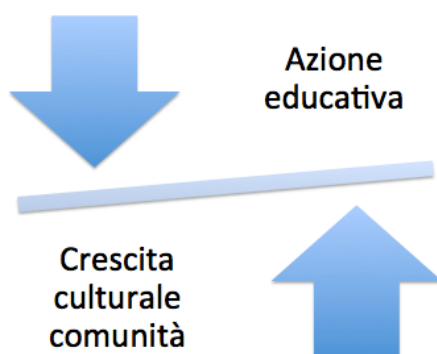 Azione
educativa
Crescita
culturale
comunità